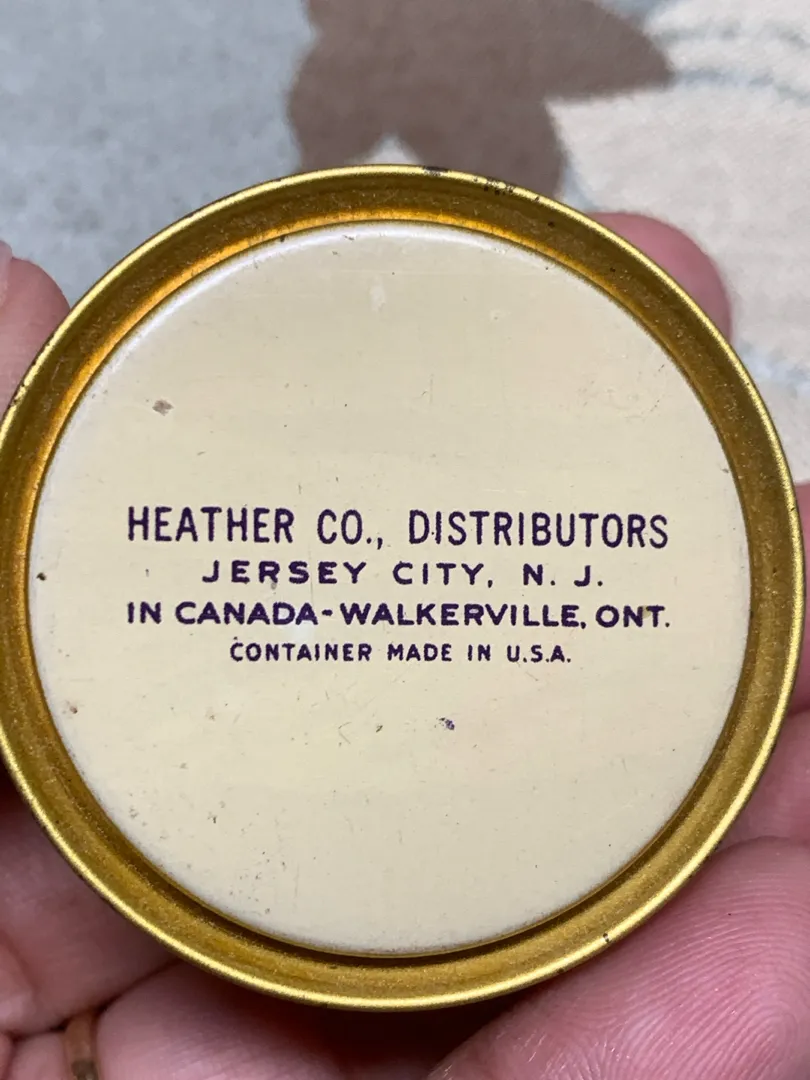 HEATHER CO., DISTRIBUTORS
JERSEY CITY, N. J.
IN CANADA-WALKERVILLE, ONT.
CONTAINER MADE IN U.S.A.